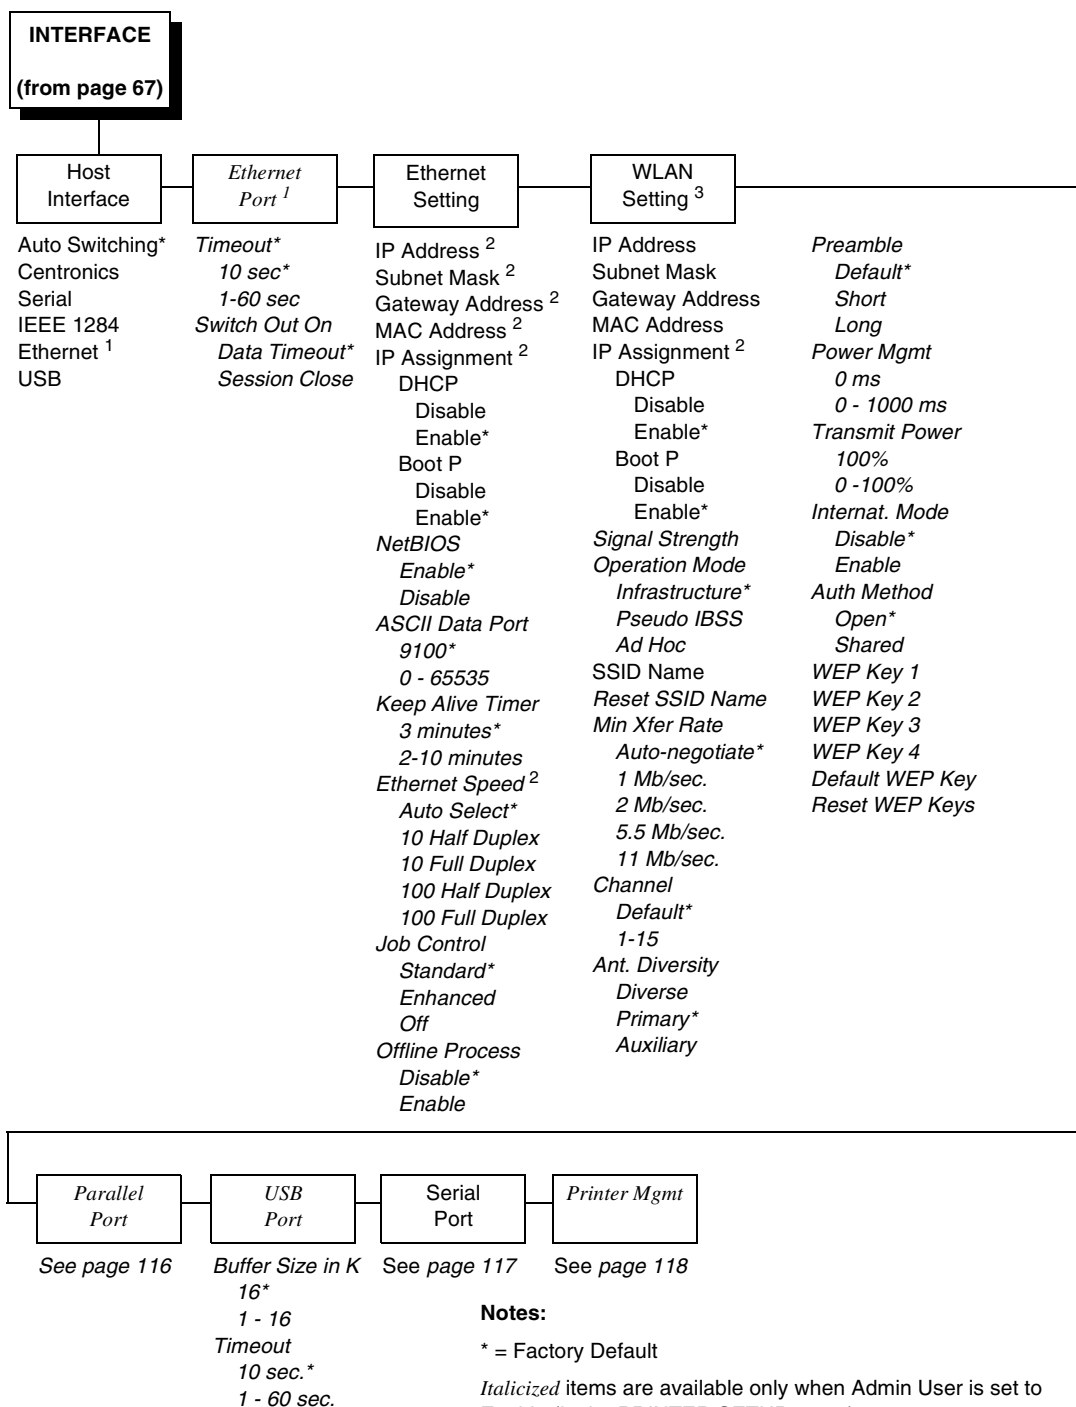 INTERFACE
(from page 67)
Host
Interface
Auto Switching*
Centronics
Serial
IEEE 1284
Ethernet 1
USB
Ethernet
Port 1
Timeout*
10 sec*
1-60 sec
Switch Out On
Data Timeout*
Session Close
Ethernet
Setting
IP Address 2
Subnet Mask 2
Gateway Address 2
MAC Address 2
IP Assignment 2
DHCP
Disable
Enable*
Boot P
Disable
Enable*
NetBIOS
Enable*
Disable
ASCII Data Port
9100*
0 - 65535
Keep Alive Timer
3 minutes*
2-10 minutes
Ethernet Speed 2
Auto Select*
10 Half Duplex
10 Full Duplex
100 Half Duplex
100 Full Duplex
Job Control
Standard*
Enhanced
Off
Offline Process
Disable*
Enable
WLAN
Setting 3
IP Address
Subnet Mask
Gateway Address
MAC Address
IP Assignment 2
DHCP
Disable
Enable*
Boot P
Disable
Enable*
Signal Strength
Operation Mode
Infrastructure*
Pseudo IBSS
Ad Hoc
SSID Name
Reset SSID Name
Min Xfer Rate
Auto-negotiate*
1 Mb/sec.
2 Mb/sec.
5.5 Mb/sec.
11 Mb/sec.
Channel
Default*
1-15
Ant. Diversity
Diverse
Primary*
Auxiliary
Preamble
Default*
Short
Long
Power Mgmt
0 ms
0 - 1000 ms
Transmit Power
100%
0 -100%
Internat. Mode
Disable*
Enable
Auth Method
Open*
Shared
WEP Key 1
WEP Key 2
WEP Key 3
WEP Key 4
Default WEP Key
Reset WEP Keys
Parallel
Port
See page 116
USB
Port
Buffer Size in K
16*
1 - 16
Timeout
10 sec.*
1 - 60 sec.
Serial
Port
See page 117
Printer Mgmt
See page 118
Notes:
* = Factory Default
Italicized items are available only when Admin User is set to